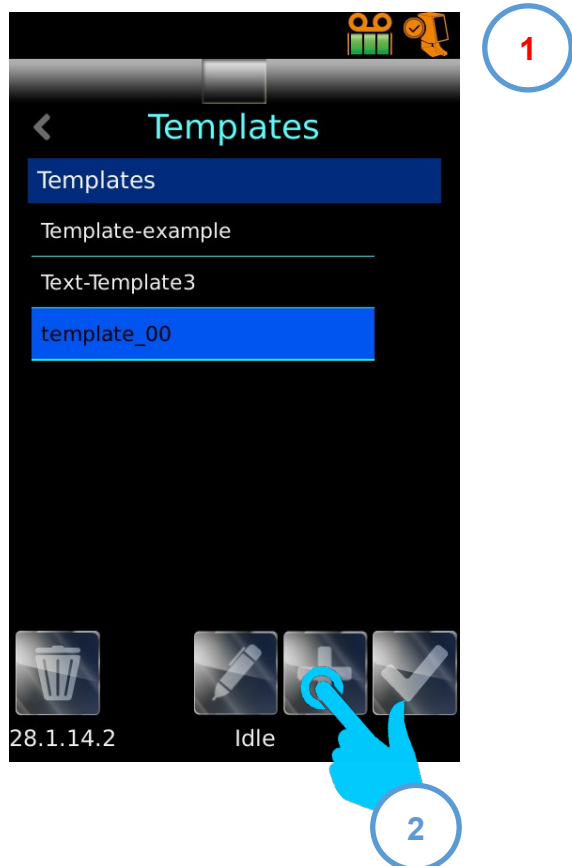 1
Templates
Templates
Template-example
Text-Template3
template_00
28.1.14.2 Idle
2